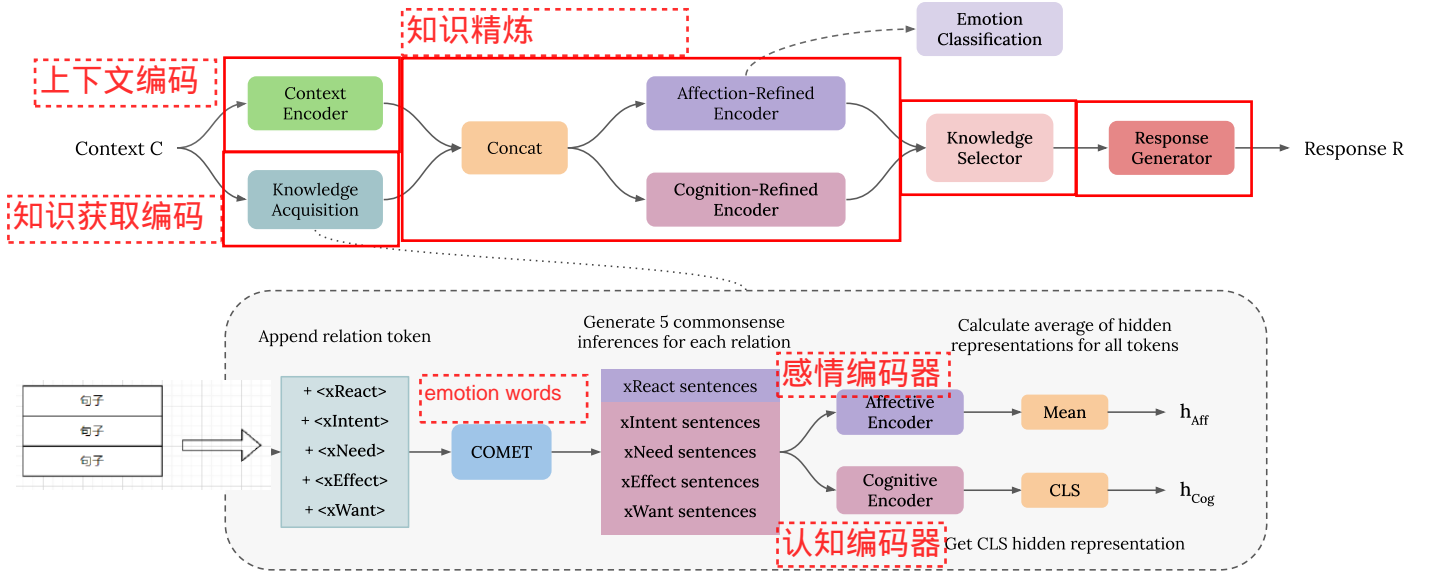 知识精炼
Emotion
Classification
上下文编码
Context
Encoder
Affection-Refined
Encoder
Context C
Concat
Knowledge
Selector
Response
Generator
Response R
知识获取编码
Knowledge
Acquisition
Cognition-Refined
Encoder
Append relation token
Generate 5 commonsense
inferences for each relation
Calculate average of hidden
representations for all tokens
句子
句子
句子
+ <xReact>
+ <xIntent>
+ <xNeed>
+ <xEffect>
+ <xWant>
emotion words
COMET
xReact sentences
xIntent sentences
xNeed sentences
xEffect sentences
xWant sentences
感情编码器
Affective
Encoder
Mean
hAff
Cognitive
Encoder
CLS
hCog
认知编码器
Get CLS hidden representation